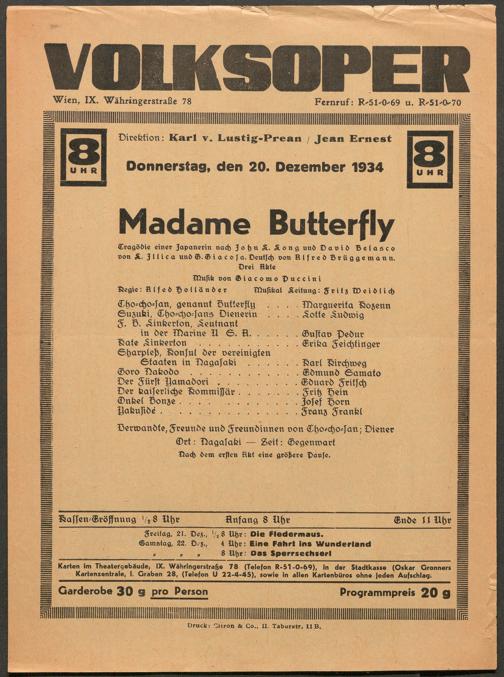 VOLKSOPER
Wien, IX. Währingerstraße 78 Fernruf: R-51-0-69 u. R-51-0-70
8 UHR
Direktion: Karl v. Lustig-Prean / Jean Ernest
8 UHR
Donnerstag, den 20. Dezember 1934
Madame Butterfly
Tragödie einer Japanerin nach John L. Long und David Belasco
von L. Illica und G. Giacosa. Deutsch von Alfred Brüggemann.
Drei Akte
Musik von Giacomo Puccini
Regie: Alfred Holländer Musikal. Leitung: Fritz Weidlich
Cho-cho-san, genannt Butterfly . . . . Marguerita Rozenn
Suzuki, Cho-cho-sans Dienerin . . . . Lotte Ludwig
F. B. Linkerton, Leutnant
in der Marine U. S. A. . . . . . . Gustav Pedur
Kate Linkerton . . . . . . . . . Erika Feichtinger
Sharpleß, Konsul der vereinigten
Staaten in Nagasaki . . . . . . Karl Kirchweg
Goro Nakodo . . . . . . . . . . Edmund Samato
Der Fürst Yamadori . . . . . . . . Eduard Fritsch
Der kaiserliche Kommissär . . . . . . Fritz Hein
Onkel Bonze . . . . . . . . . . Josef Horn
Yakusidé . . . . . . . . . . . Franz Frankl
Verwandte, Freunde und Freundinnen von Cho-cho-san; Diener
Ort: Nagasaki — Zeit: Gegenwart
Nach dem ersten Akt eine größere Pause.
Kassen-Eröffnung ½8 Uhr Anfang 8 Uhr Ende 11 Uhr
Freitag, 21. Dez., ½8 Uhr: Die Fledermaus.
Samstag, 22. Dez., 4 Uhr: Eine Fahrt ins Wunderland
" " " 8 Uhr: Das Sperrsechserl
Karten im Theatergebäude, IX. Währingerstraße 78 (Telefon R-51-0-69), in der Stadtkasse (Oskar Gronners
Kartenzentrale, I. Graben 28, (Telefon U 22-4-45), sowie in allen Kartenbüros ohne jeden Aufschlag.
Garderobe 30 g pro Person Programmpreis 20 g
Druck: Citron & Co., II. Taborstr. 11 B.